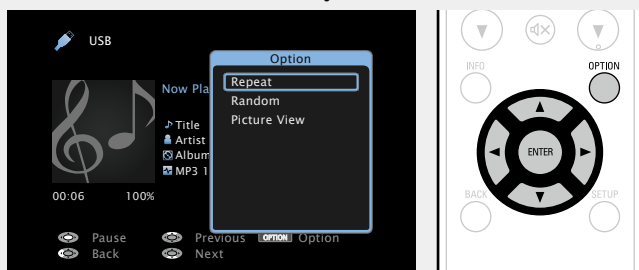 USB
Option
Now Pla
Repeat
Random
Picture View
Title
Artist
Album
MP3 1
00:06 100%
Pause Previous OPTION Option
Back Next
INFO OPTION
ENTER
BACK SETUP